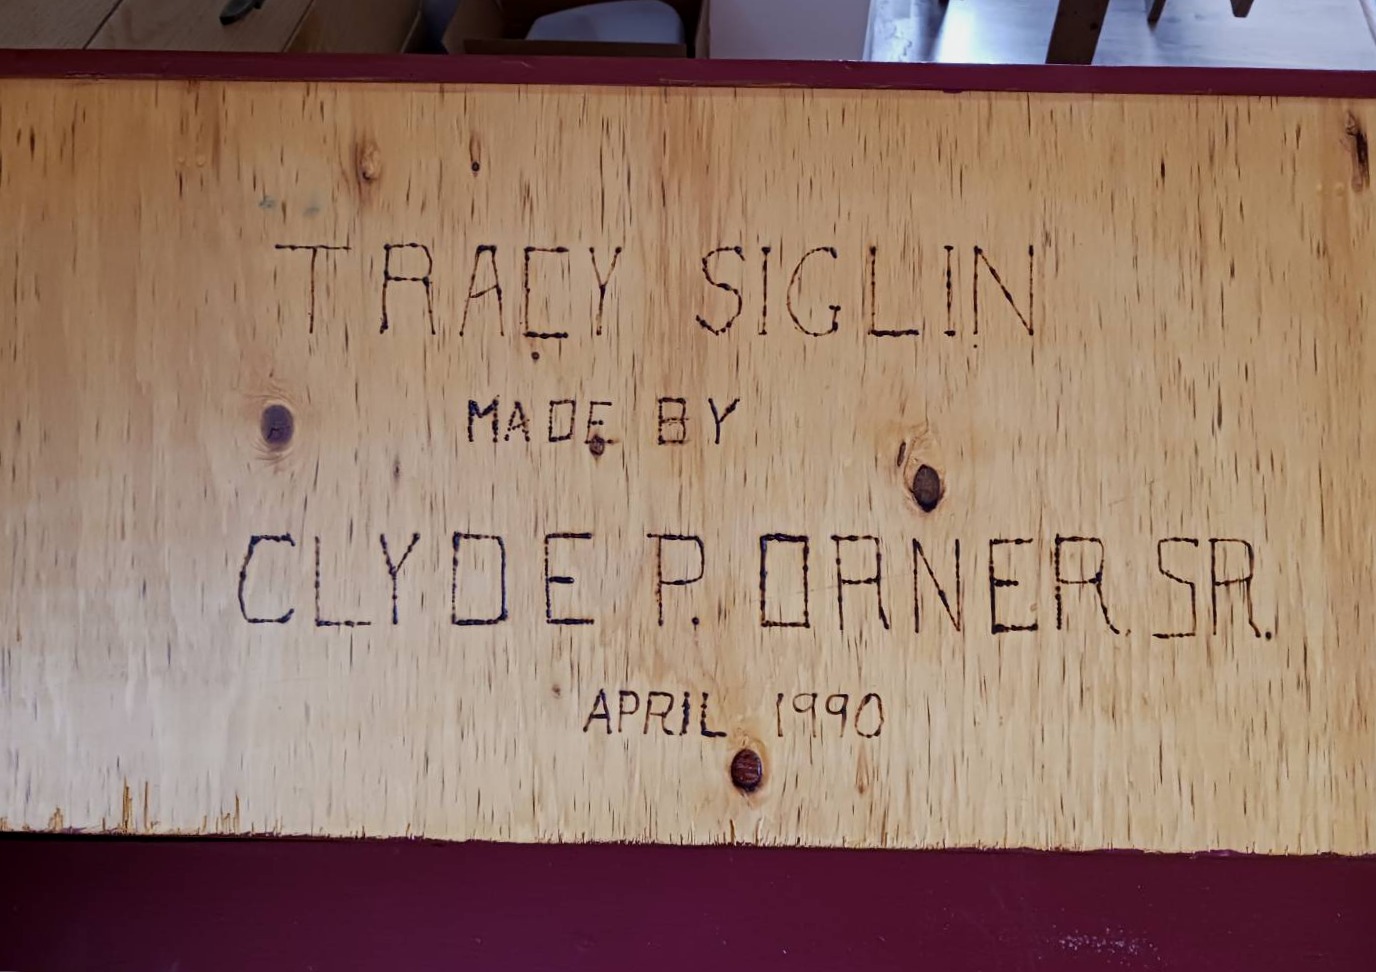 TRACY SIGLIN
MADE BY
CLYDE P. ORNER. SR.
APRIL 1990